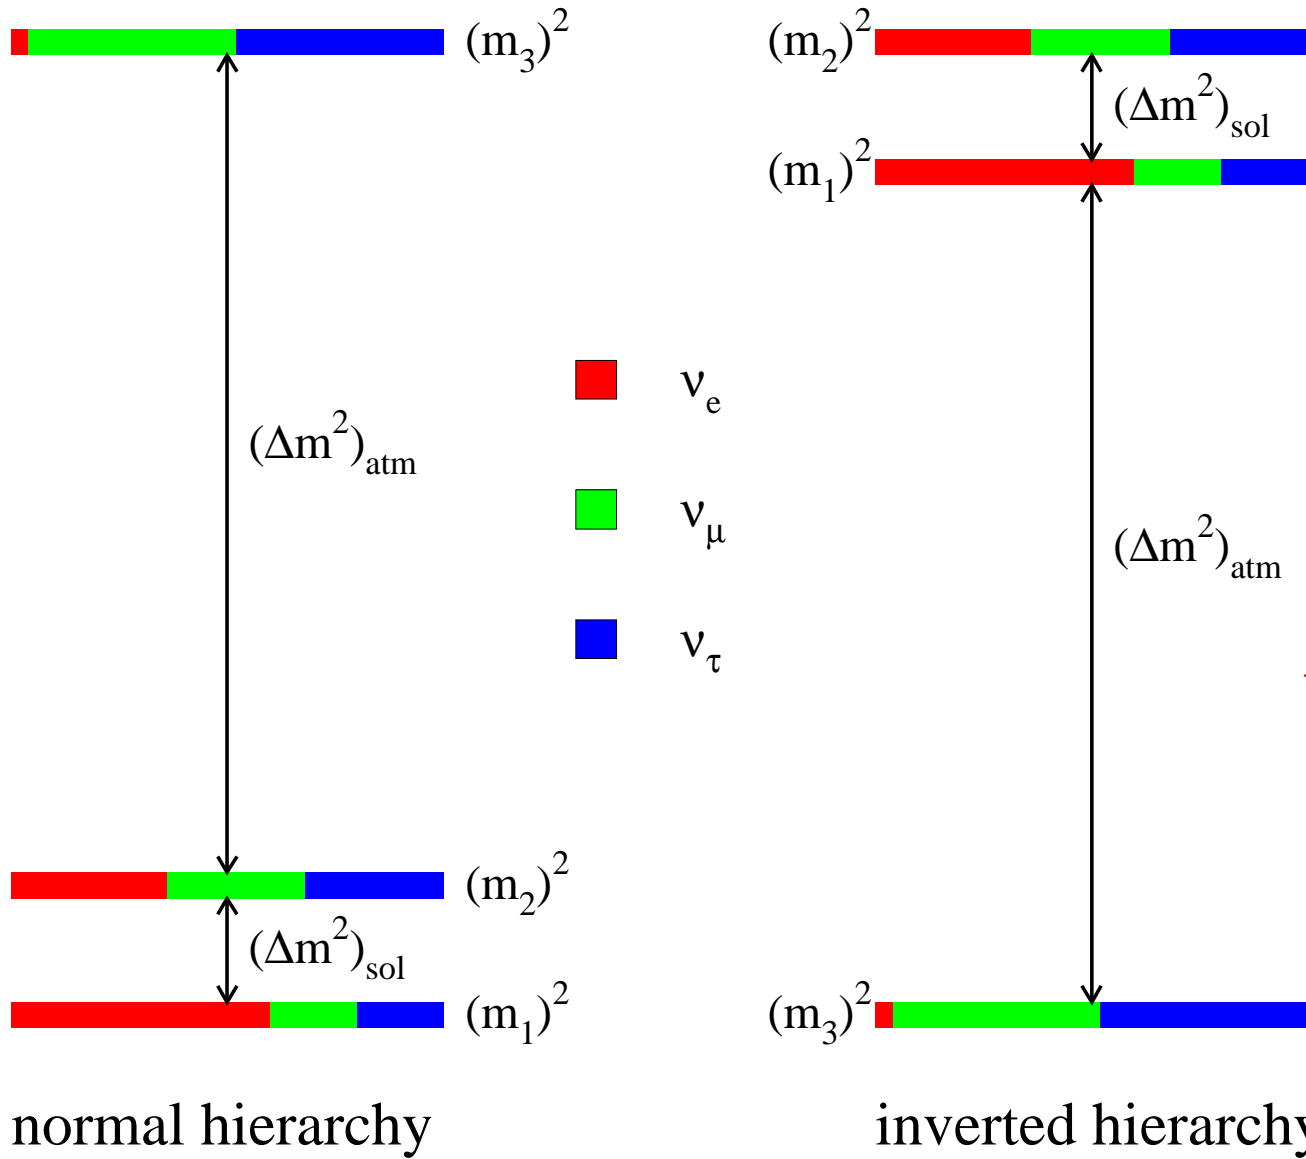 (m₃)²
(m₂)²
(Δm²)sol
(m₁)²
νe
(Δm²)atm
νμ
(Δm²)atm
ντ
(m₂)²
(Δm²)sol
(m₁)²
(m₃)²
normal hierarchy
inverted hierarchy